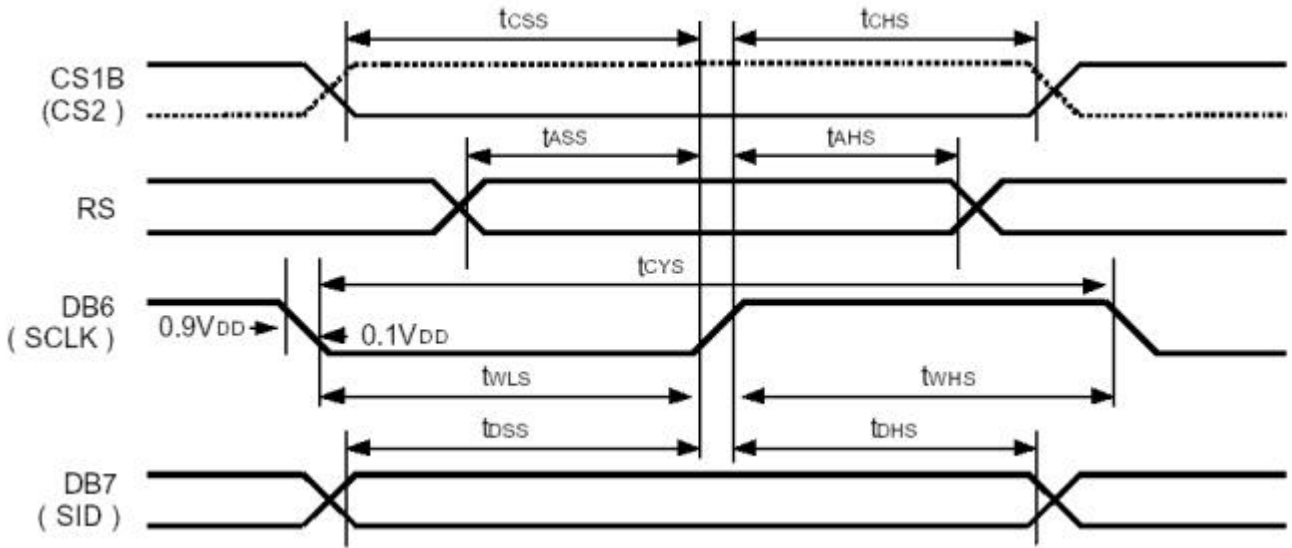 tCSS tCHS
CS1B
(CS2 )
tASS tAHS
RS
tCYS
DB6
( SCLK)
0.9VDD 0.1VDD
tWLS tWHS
tDSS tDHS
DB7
( SID )